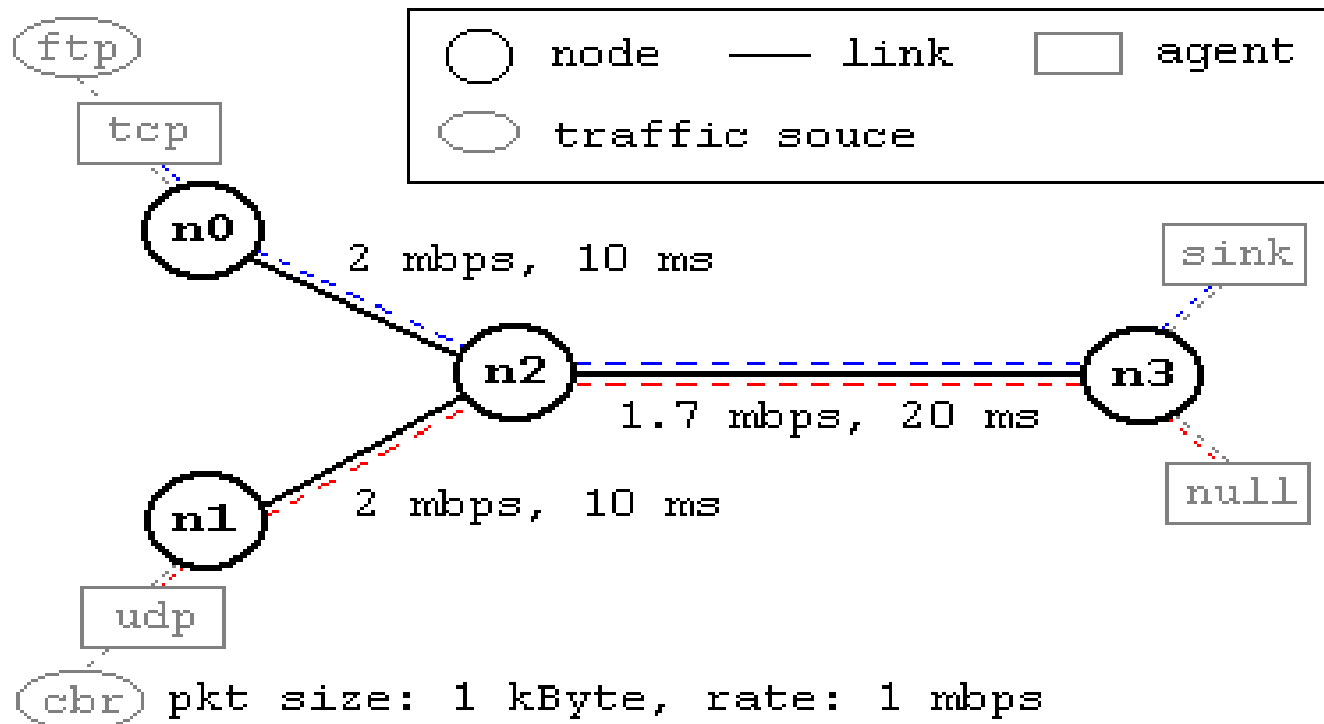 ftp
node link agent
tcp
traffic souce
n0
2 mbps, 10 ms
sink
n2
n3
1.7 mbps, 20 ms
null
n1
2 mbps, 10 ms
udp
cbr pkt size: 1 kByte, rate: 1 mbps